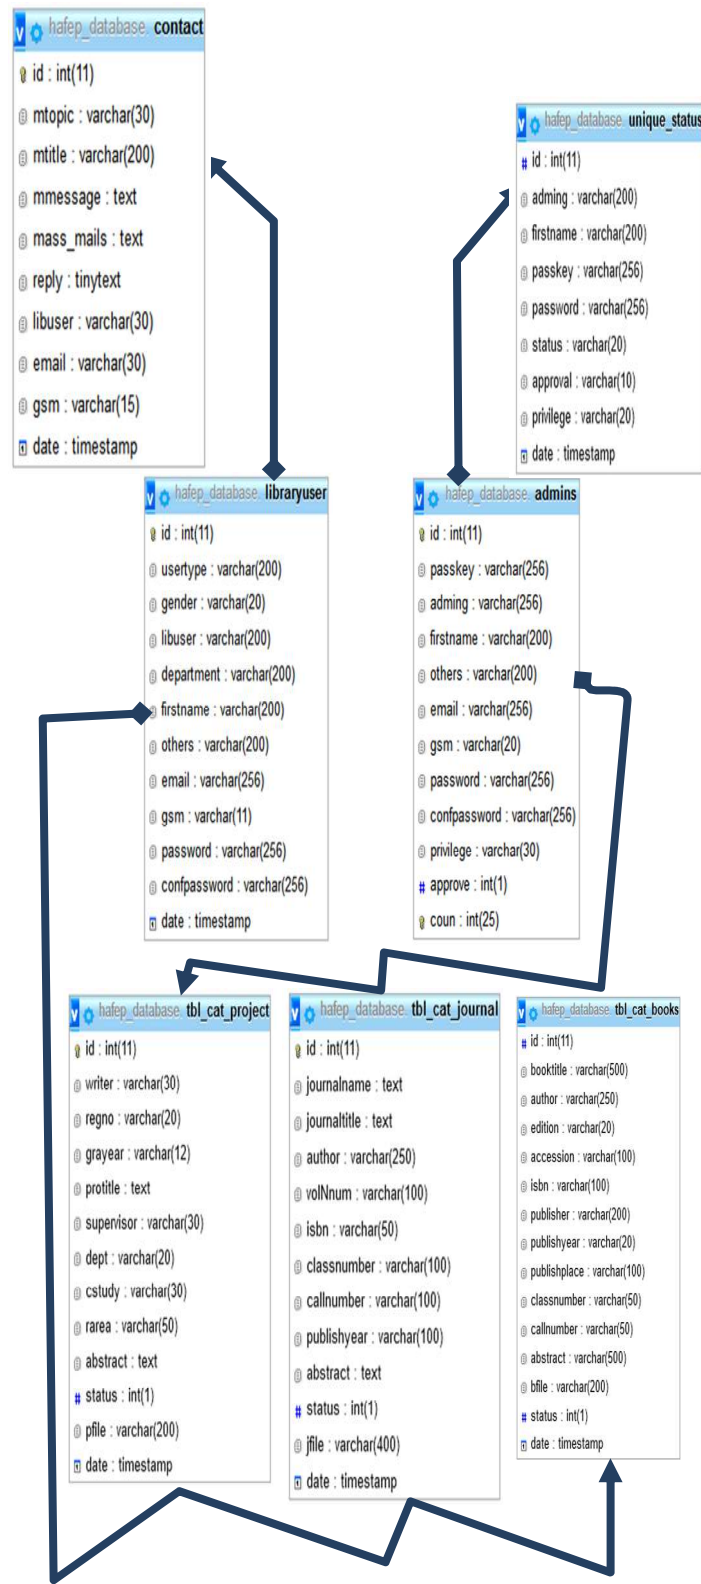 hafep_database. contact
id : int(11)
mtopic : varchar(30)
mtitle : varchar(200)
mmessage : text
mass_mails : text
reply : tinytext
libuser : varchar(30)
email : varchar(30)
gsm : varchar(15)
date : timestamp
hafep_database. unique_status
id : int(11)
adming : varchar(200)
firstname : varchar(200)
passkey : varchar(256)
password : varchar(256)
status : varchar(20)
approval : varchar(10)
privilege : varchar(20)
date : timestamp
hafep_database. libraryuser
id : int(11)
usertype : varchar(200)
gender : varchar(20)
libuser : varchar(200)
department : varchar(200)
firstname : varchar(200)
others : varchar(200)
email : varchar(256)
gsm : varchar(11)
password : varchar(256)
confpassword : varchar(256)
date : timestamp
hafep_database. admins
id : int(11)
passkey : varchar(256)
adming : varchar(256)
firstname : varchar(200)
others : varchar(200)
email : varchar(256)
gsm : varchar(20)
password : varchar(256)
confpassword : varchar(256)
privilege : varchar(30)
approve : int(1)
coun : int(25)
hafep_database. tbl_cat_project
id : int(11)
writer : varchar(30)
regno : varchar(20)
grayear : varchar(12)
protitle : text
supervisor : varchar(30)
dept : varchar(20)
cstudy : varchar(30)
rarea : varchar(50)
abstract : text
status : int(1)
pfile : varchar(200)
date : timestamp
hafep_database. tbl_cat_journal
id : int(11)
journalname : text
journaltitle : text
author : varchar(250)
volNnum : varchar(100)
isbn : varchar(50)
classnumber : varchar(100)
callnumber : varchar(100)
publishyear : varchar(100)
abstract : text
status : int(1)
jfile : varchar(400)
date : timestamp
hafep_database. tbl_cat_books
id : int(11)
booktitle : varchar(500)
author : varchar(250)
edition : varchar(20)
accession : varchar(100)
isbn : varchar(100)
publisher : varchar(200)
publishyear : varchar(20)
publishplace : varchar(100)
classnumber : varchar(50)
callnumber : varchar(50)
abstract : varchar(500)
bfile : varchar(200)
status : int(1)
date : timestamp